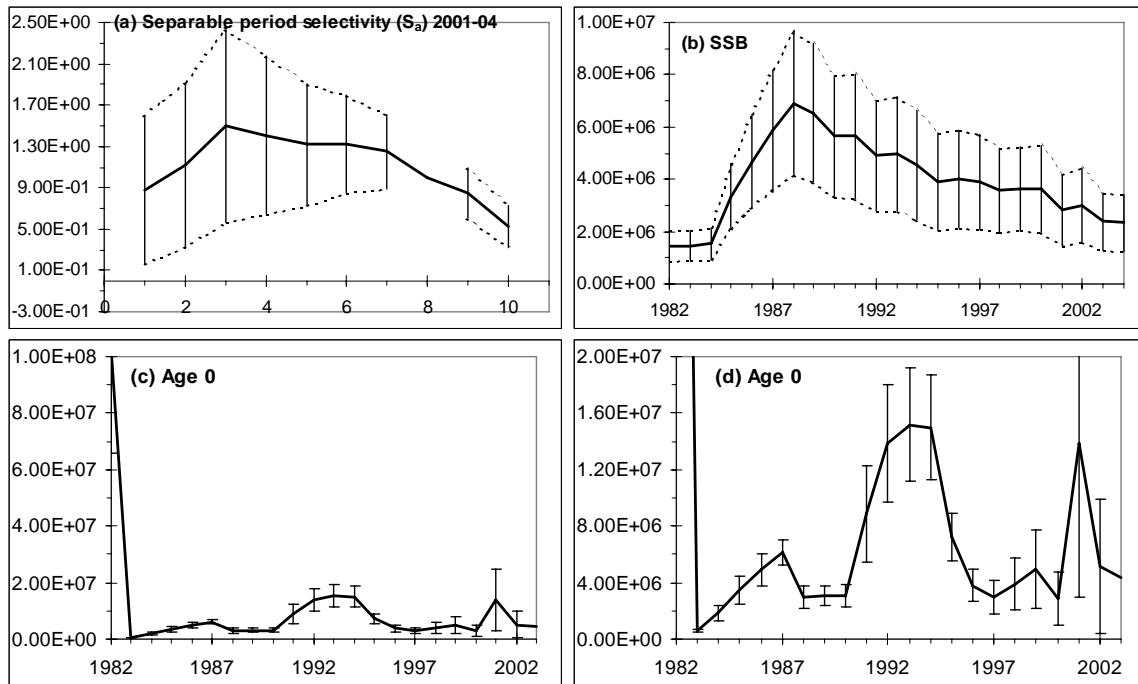 (a) Separable period selectivity (Sa) 2001-04
2.50E+00
2.10E+00
1.70E+00
1.30E+00
9.00E-01
5.00E-01
1.00E-01
-3.00E-01
0 2 4 6 8 10
(b) SSB
1.00E+07
8.00E+06
6.00E+06
4.00E+06
2.00E+06
0.00E+00
1982 1987 1992 1997 2002
(c) Age 0
1.00E+08
8.00E+07
6.00E+07
4.00E+07
2.00E+07
0.00E+00
1982 1987 1992 1997 2002
(d) Age 0
2.00E+07
1.60E+07
1.20E+07
8.00E+06
4.00E+06
0.00E+00
1982 1987 1992 1997 2002